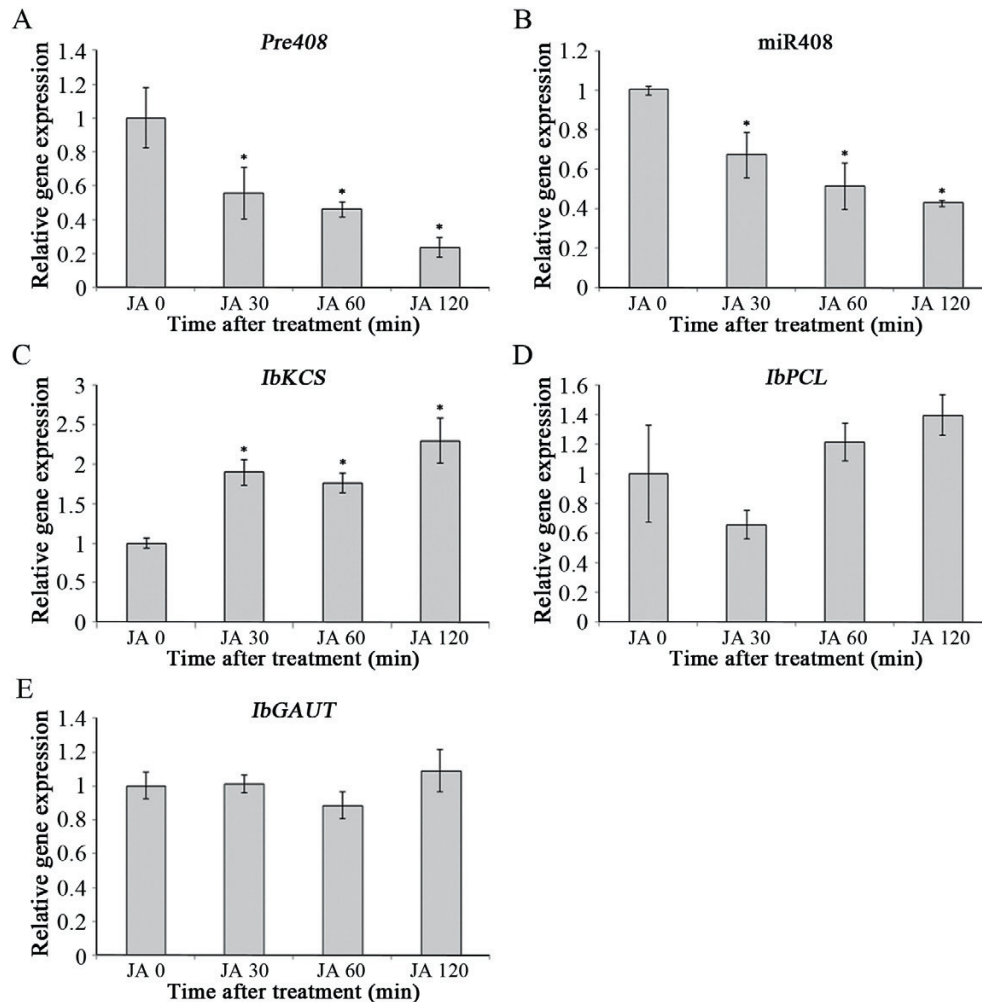 A
Pre408
Relative gene expression
1.4
1.2
1
0.8
0.6
0.4
0.2
0
*
*
*
JA 0 JA 30 JA 60 JA 120
Time after treatment (min)
B
miR408
Relative gene expression
1.2
1
0.8
0.6
0.4
0.2
0
*
*
*
JA 0 JA 30 JA 60 JA 120
Time after treatment (min)
C
IbKCS
Relative gene expression
3
2.5
2
1.5
1
0.5
0
*
*
*
JA 0 JA 30 JA 60 JA 120
Time after treatment (min)
D
IbPCL
Relative gene expression
1.6
1.4
1.2
1
0.8
0.6
0.4
0.2
0
JA 0 JA 30 JA 60 JA 120
Time after treatment (min)
E
IbGAUT
Relative gene expression
1.4
1.2
1
0.8
0.6
0.4
0.2
0
JA 0 JA 30 JA 60 JA 120
Time after treatment (min)